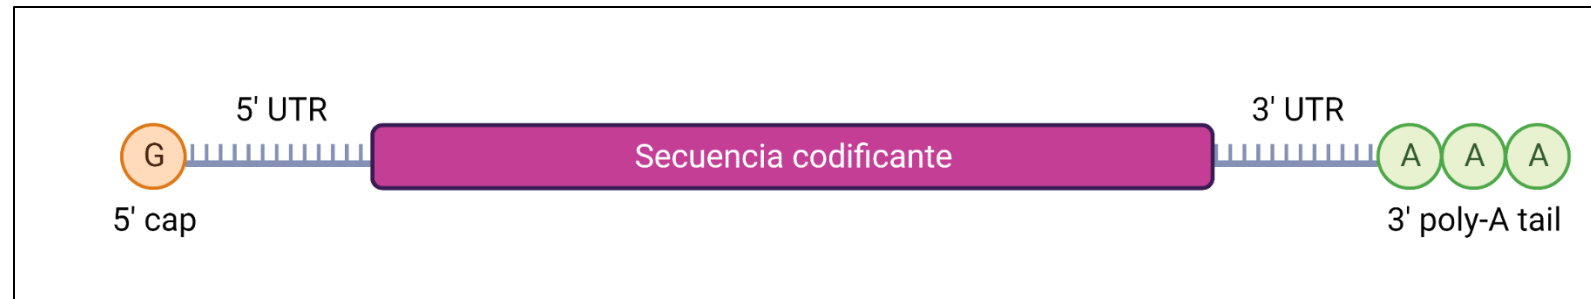 5' UTR
3' UTR
G
Secuencia codificante
A A A
5' cap
3' poly-A tail